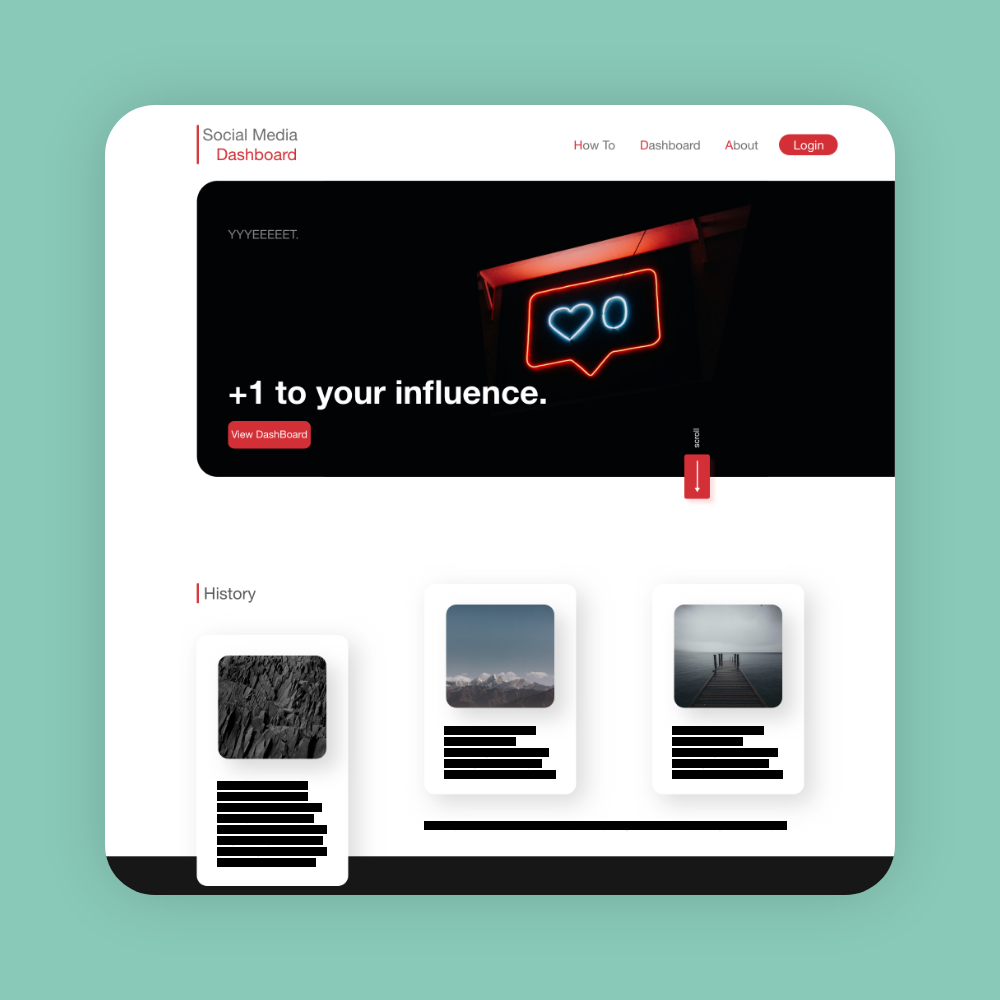 Social Media
Dashboard
How To
Dashboard
About
Login
YYYEEEEET.
+1 to your influence.
View DashBoard
scroll
History